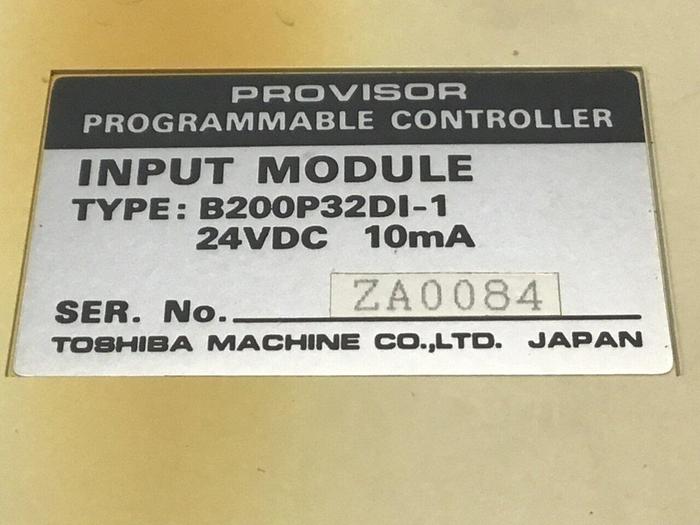 PROVISOR
PROGRAMMABLE CONTROLLER
INPUT MODULE
TYPE: B200P32DI-1
24VDC 10mA
SER. No. ZA0084
TOSHIBA MACHINE CO.,LTD. JAPAN